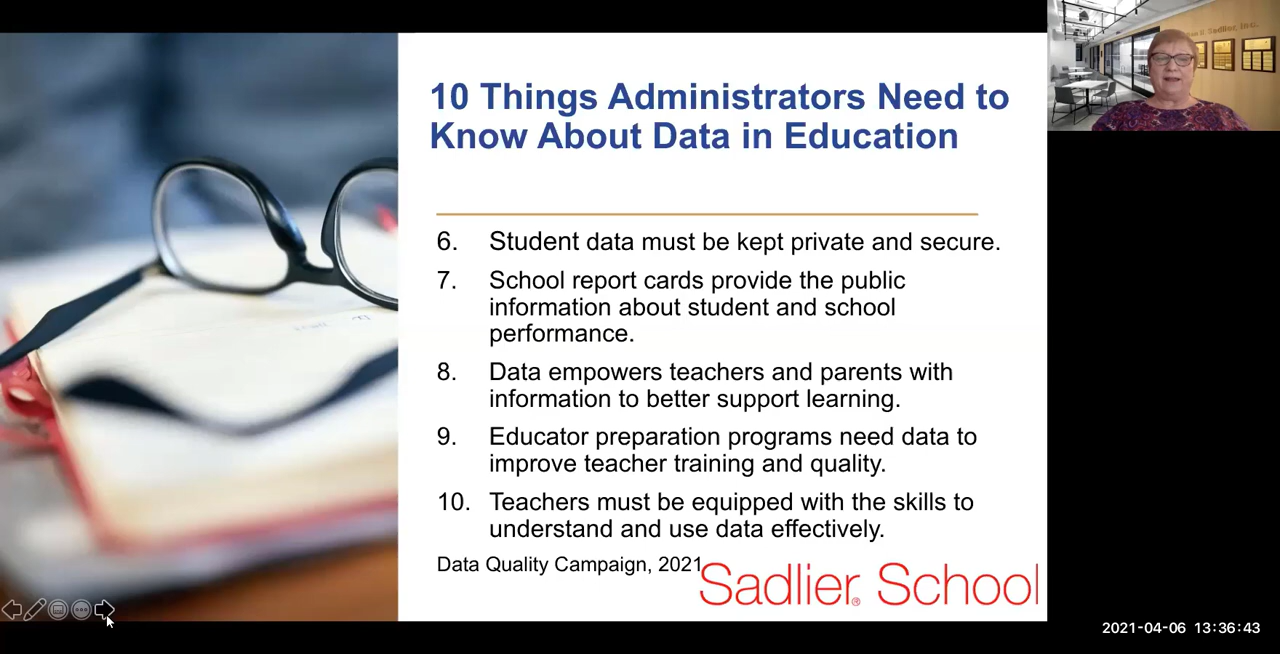 10 Things Administrators Need to
Know About Data in Education
6. Student data must be kept private and secure.
7. School report cards provide the public
information about student and school
performance.
8. Data empowers teachers and parents with
information to better support learning.
9. Educator preparation programs need data to
improve teacher training and quality.
10. Teachers must be equipped with the skills to
understand and use data effectively.
Data Quality Campaign, 2021
Sadlier® School
Sadlier, Inc.
2021-04-06 13:36:43